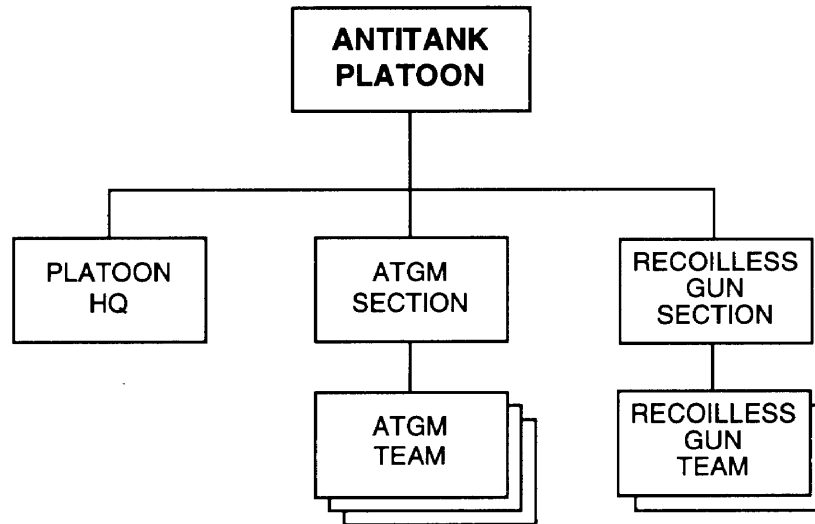 ANTITANK
PLATOON
PLATOON
HQ
ATGM
SECTION
RECOILLESS
GUN
SECTION
ATGM
TEAM
RECOILLESS
GUN
TEAM